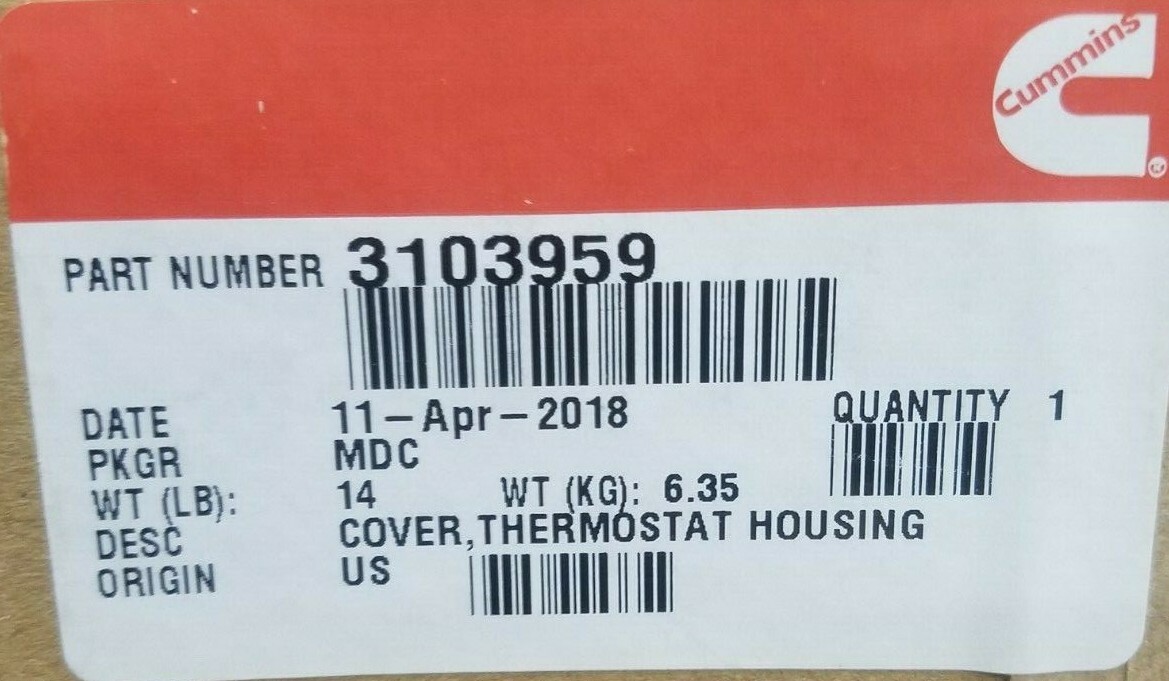 Cummins
®
PART NUMBER 3103959
DATE 11-Apr-2018 QUANTITY 1
PKGR MDC
WT (LB): 14 WT (KG): 6.35
DESC COVER,THERMOSTAT HOUSING
ORIGIN US